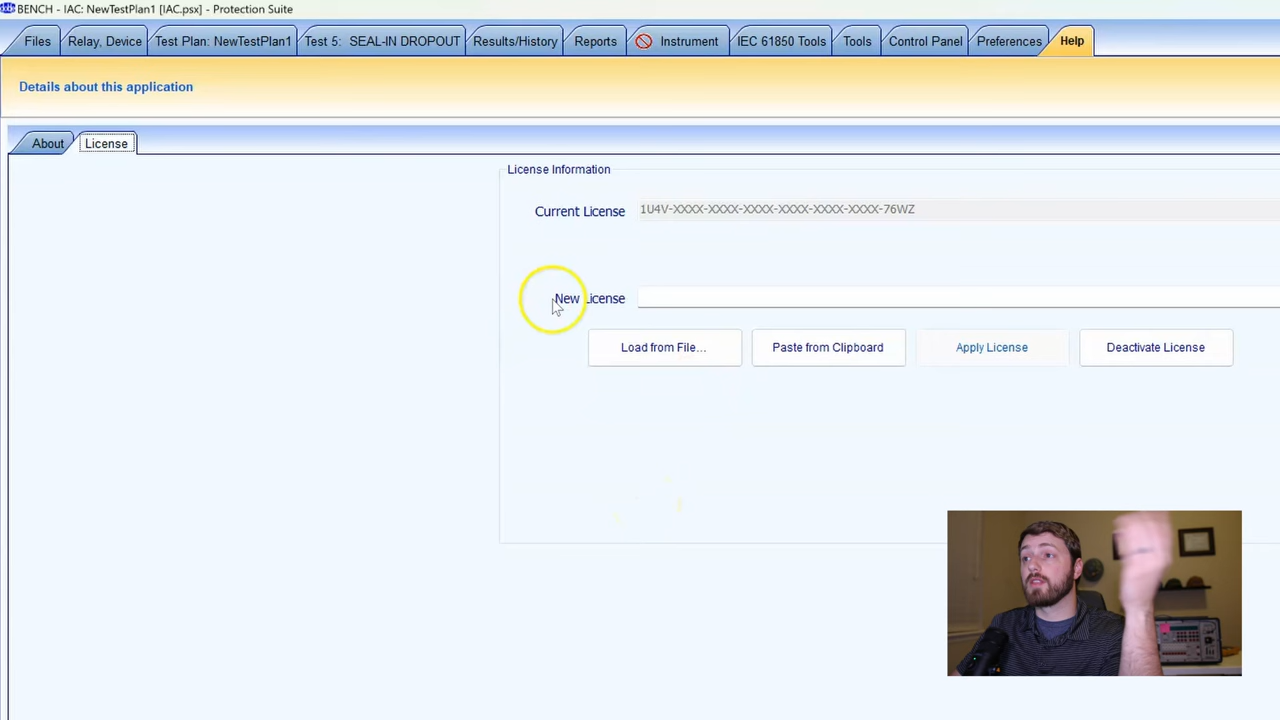 BENCH - IAC: NewTestPlan1 [IAC.psx] - Protection Suite
Files Relay, Device Test Plan: NewTestPlan1 Test 5: SEAL-IN DROPOUT Results/History Reports Instrument IEC 61850 Tools Tools Control Panel Preferences Help
Details about this application
About License
License Information
Current License 1U4V-XXXX-XXXX-XXXX-XXXX-XXXX-XXXX-76WZ
New License
Load from File... Paste from Clipboard Apply License Deactivate License